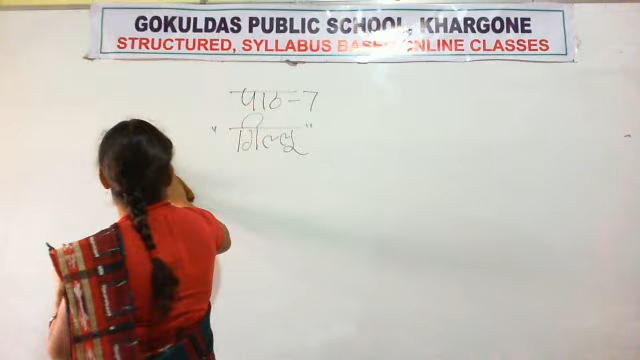 GOKULDAS PUBLIC SCHOOL, KHARGONE
STRUCTURED, SYLLABUS BASED ONLINE CLASSES
पाठ-7
"गिल्लू"